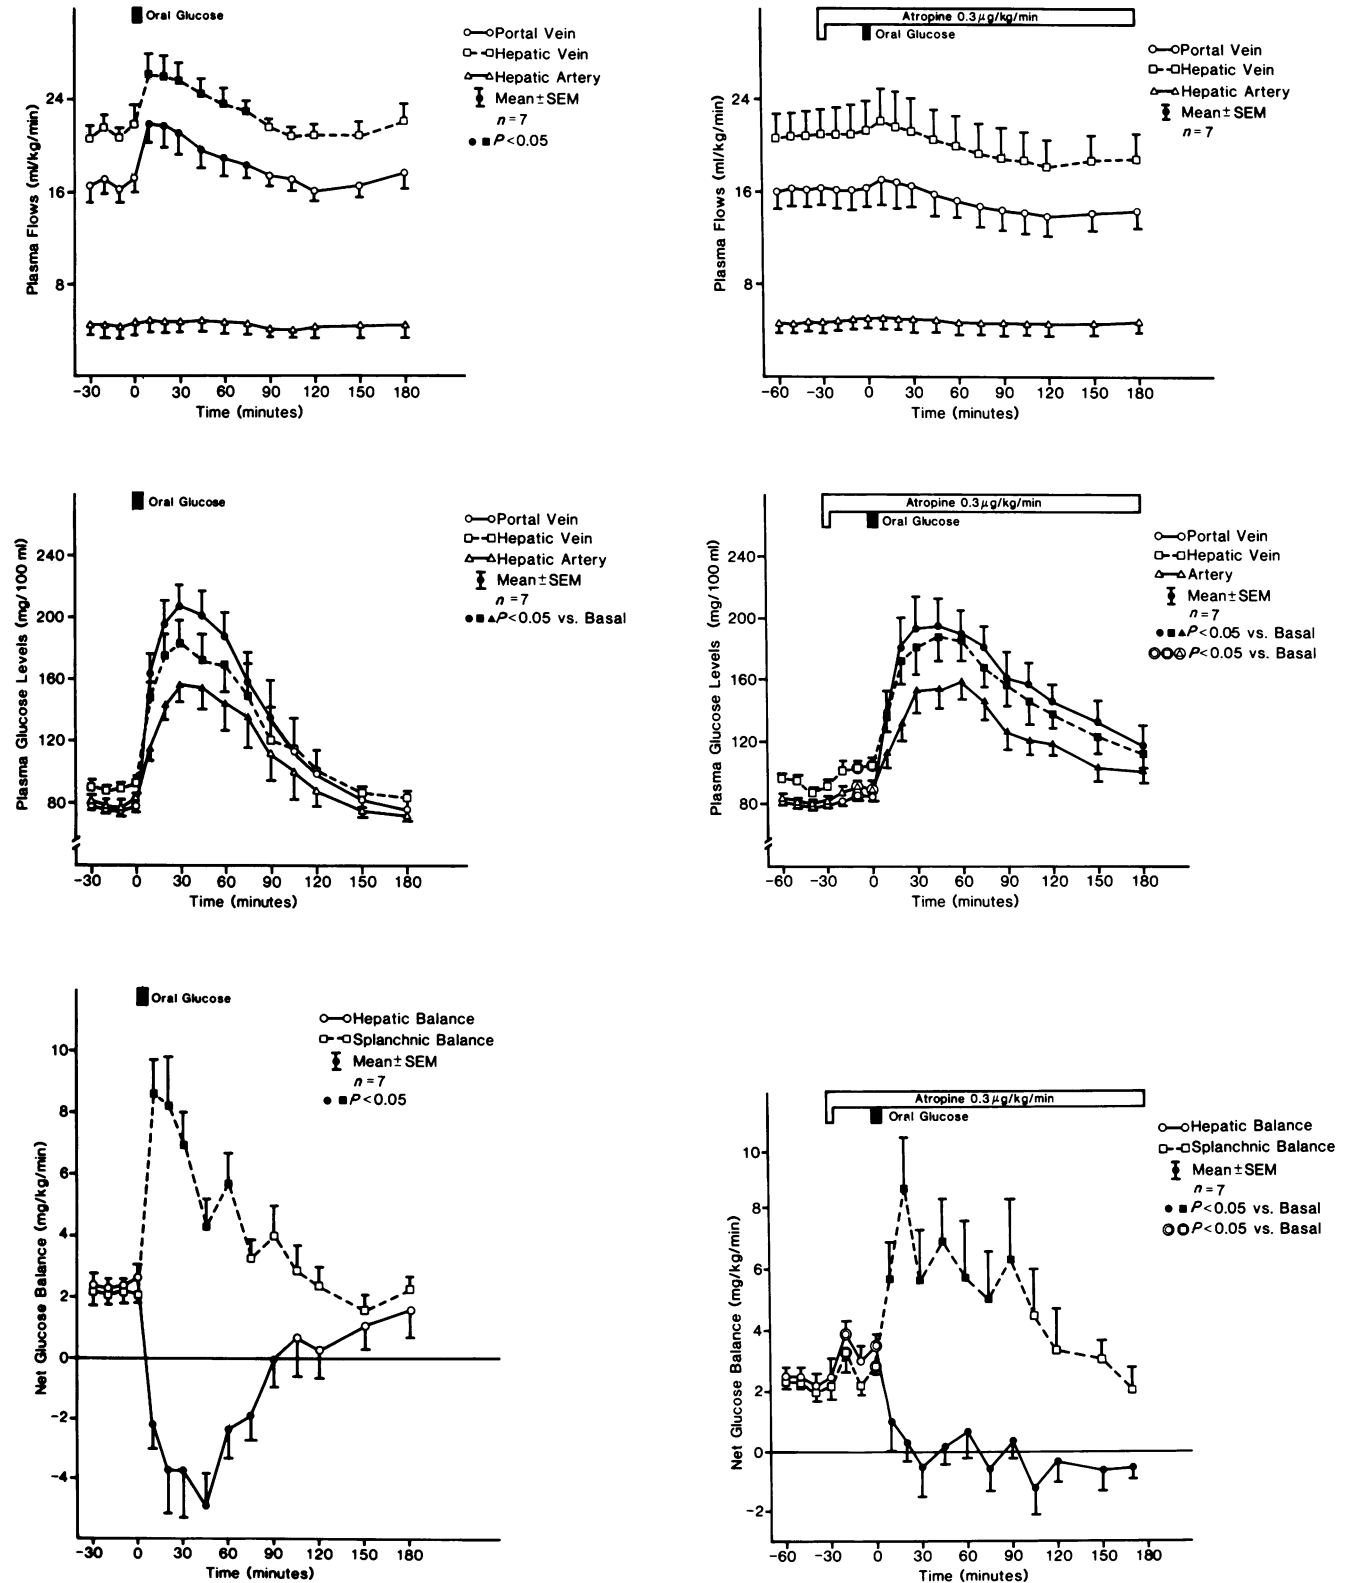 Oral Glucose
Portal Vein
Hepatic Vein
Hepatic Artery
Mean±SEM
n=7
●■P<0.05
24
16
8
Plasma Flows (ml/kg/min)
-30 0 30 60 90 120 150 180
Time (minutes)
Atropine 0.3μg/kg/min
Oral Glucose
Portal Vein
Hepatic Vein
Hepatic Artery
Mean±SEM
n=7
24
16
8
Plasma Flows (ml/kg/min)
-60 -30 0 30 60 90 120 150 180
Time (minutes)
Oral Glucose
Portal Vein
Hepatic Vein
Hepatic Artery
Mean±SEM
n=7
●■▲P<0.05 vs. Basal
240
200
160
120
80
Plasma Glucose Levels (mg/100 ml)
-30 0 30 60 90 120 150 180
Time (minutes)
Atropine 0.3μg/kg/min
Oral Glucose
Portal Vein
Hepatic Vein
Artery
Mean±SEM
n=7
●■▲P<0.05 vs. Basal
P<0.05 vs. Basal
240
200
160
120
80
Plasma Glucose Levels (mg/100 ml)
-60 -30 0 30 60 90 120 150 180
Time (minutes)
Oral Glucose
Hepatic Balance
Splanchnic Balance
Mean±SEM
n=7
●■P<0.05
10
8
6
4
2
0
-2
-4
Net Glucose Balance (mg/kg/min)
-30 0 30 60 90 120 150 180
Time (minutes)
Atropine 0.3μg/kg/min
Oral Glucose
Hepatic Balance
Splanchnic Balance
Mean±SEM
n=7
●■P<0.05 vs. Basal
P<0.05 vs. Basal
10
8
6
4
2
0
-2
Net Glucose Balance (mg/kg/min)
-60 -30 0 30 60 90 120 150 180
Time (minutes)